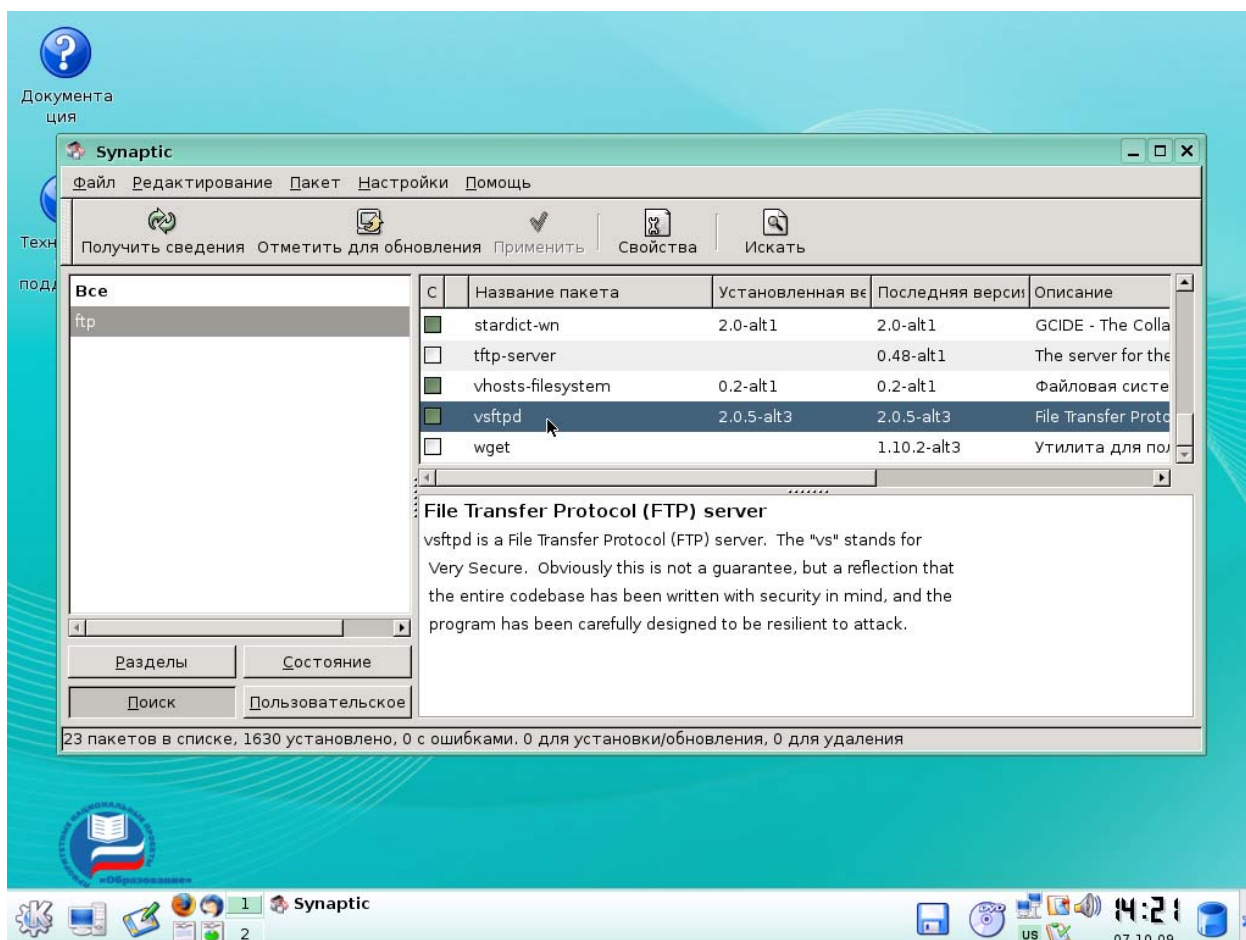 Документа
ция
Synaptic
Файл Редактирование Пакет Настройки Помощь
Техн
Получить сведения Отметить для обновления Применить Свойства Искать
под
Все
ftp
С Название пакета Установленная ве Последняя верси Описание
stardict-wn 2.0-alt1 2.0-alt1 GCIDE - The Colla
tftp-server 0.48-alt1 The server for the
vhosts-filesystem 0.2-alt1 0.2-alt1 Файловая систе
vsftpd 2.0.5-alt3 2.0.5-alt3 File Transfer Proto
wget 1.10.2-alt3 Утилита для по
File Transfer Protocol (FTP) server
vsftpd is a File Transfer Protocol (FTP) server. The "vs" stands for
Very Secure. Obviously this is not a guarantee, but a reflection that
the entire codebase has been written with security in mind, and the
program has been carefully designed to be resilient to attack.
Разделы Состояние
Поиск Пользовательское
23 пакетов в списке, 1630 установлено, 0 с ошибками. 0 для установки/обновления, 0 для удаления
«Образование»
1 Synaptic
2
US
14:21
07.10.09